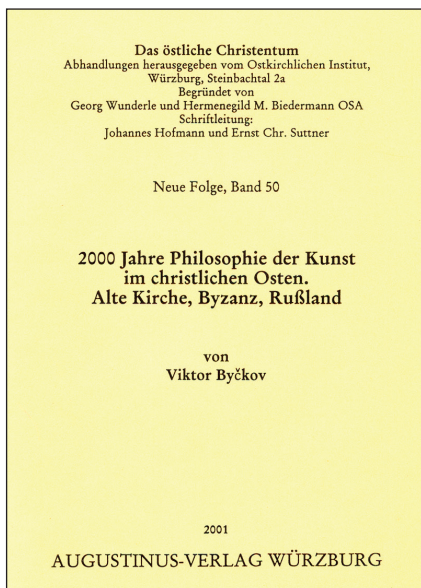 Das östliche Christentum
Abhandlungen herausgegeben vom Ostkirchlichen Institut,
Würzburg, Steinbachtal 2a
Begründet von
Georg Wunderle und Hermenegild M. Biedermann OSA
Schriftleitung:
Johannes Hofmann und Ernst Chr. Suttner
Neue Folge, Band 50
2000 Jahre Philosophie der Kunst
im christlichen Osten.
Alte Kirche, Byzanz, Rußland
von
Viktor Byčkov
2001
AUGUSTINUS-VERLAG WÜRZBURG